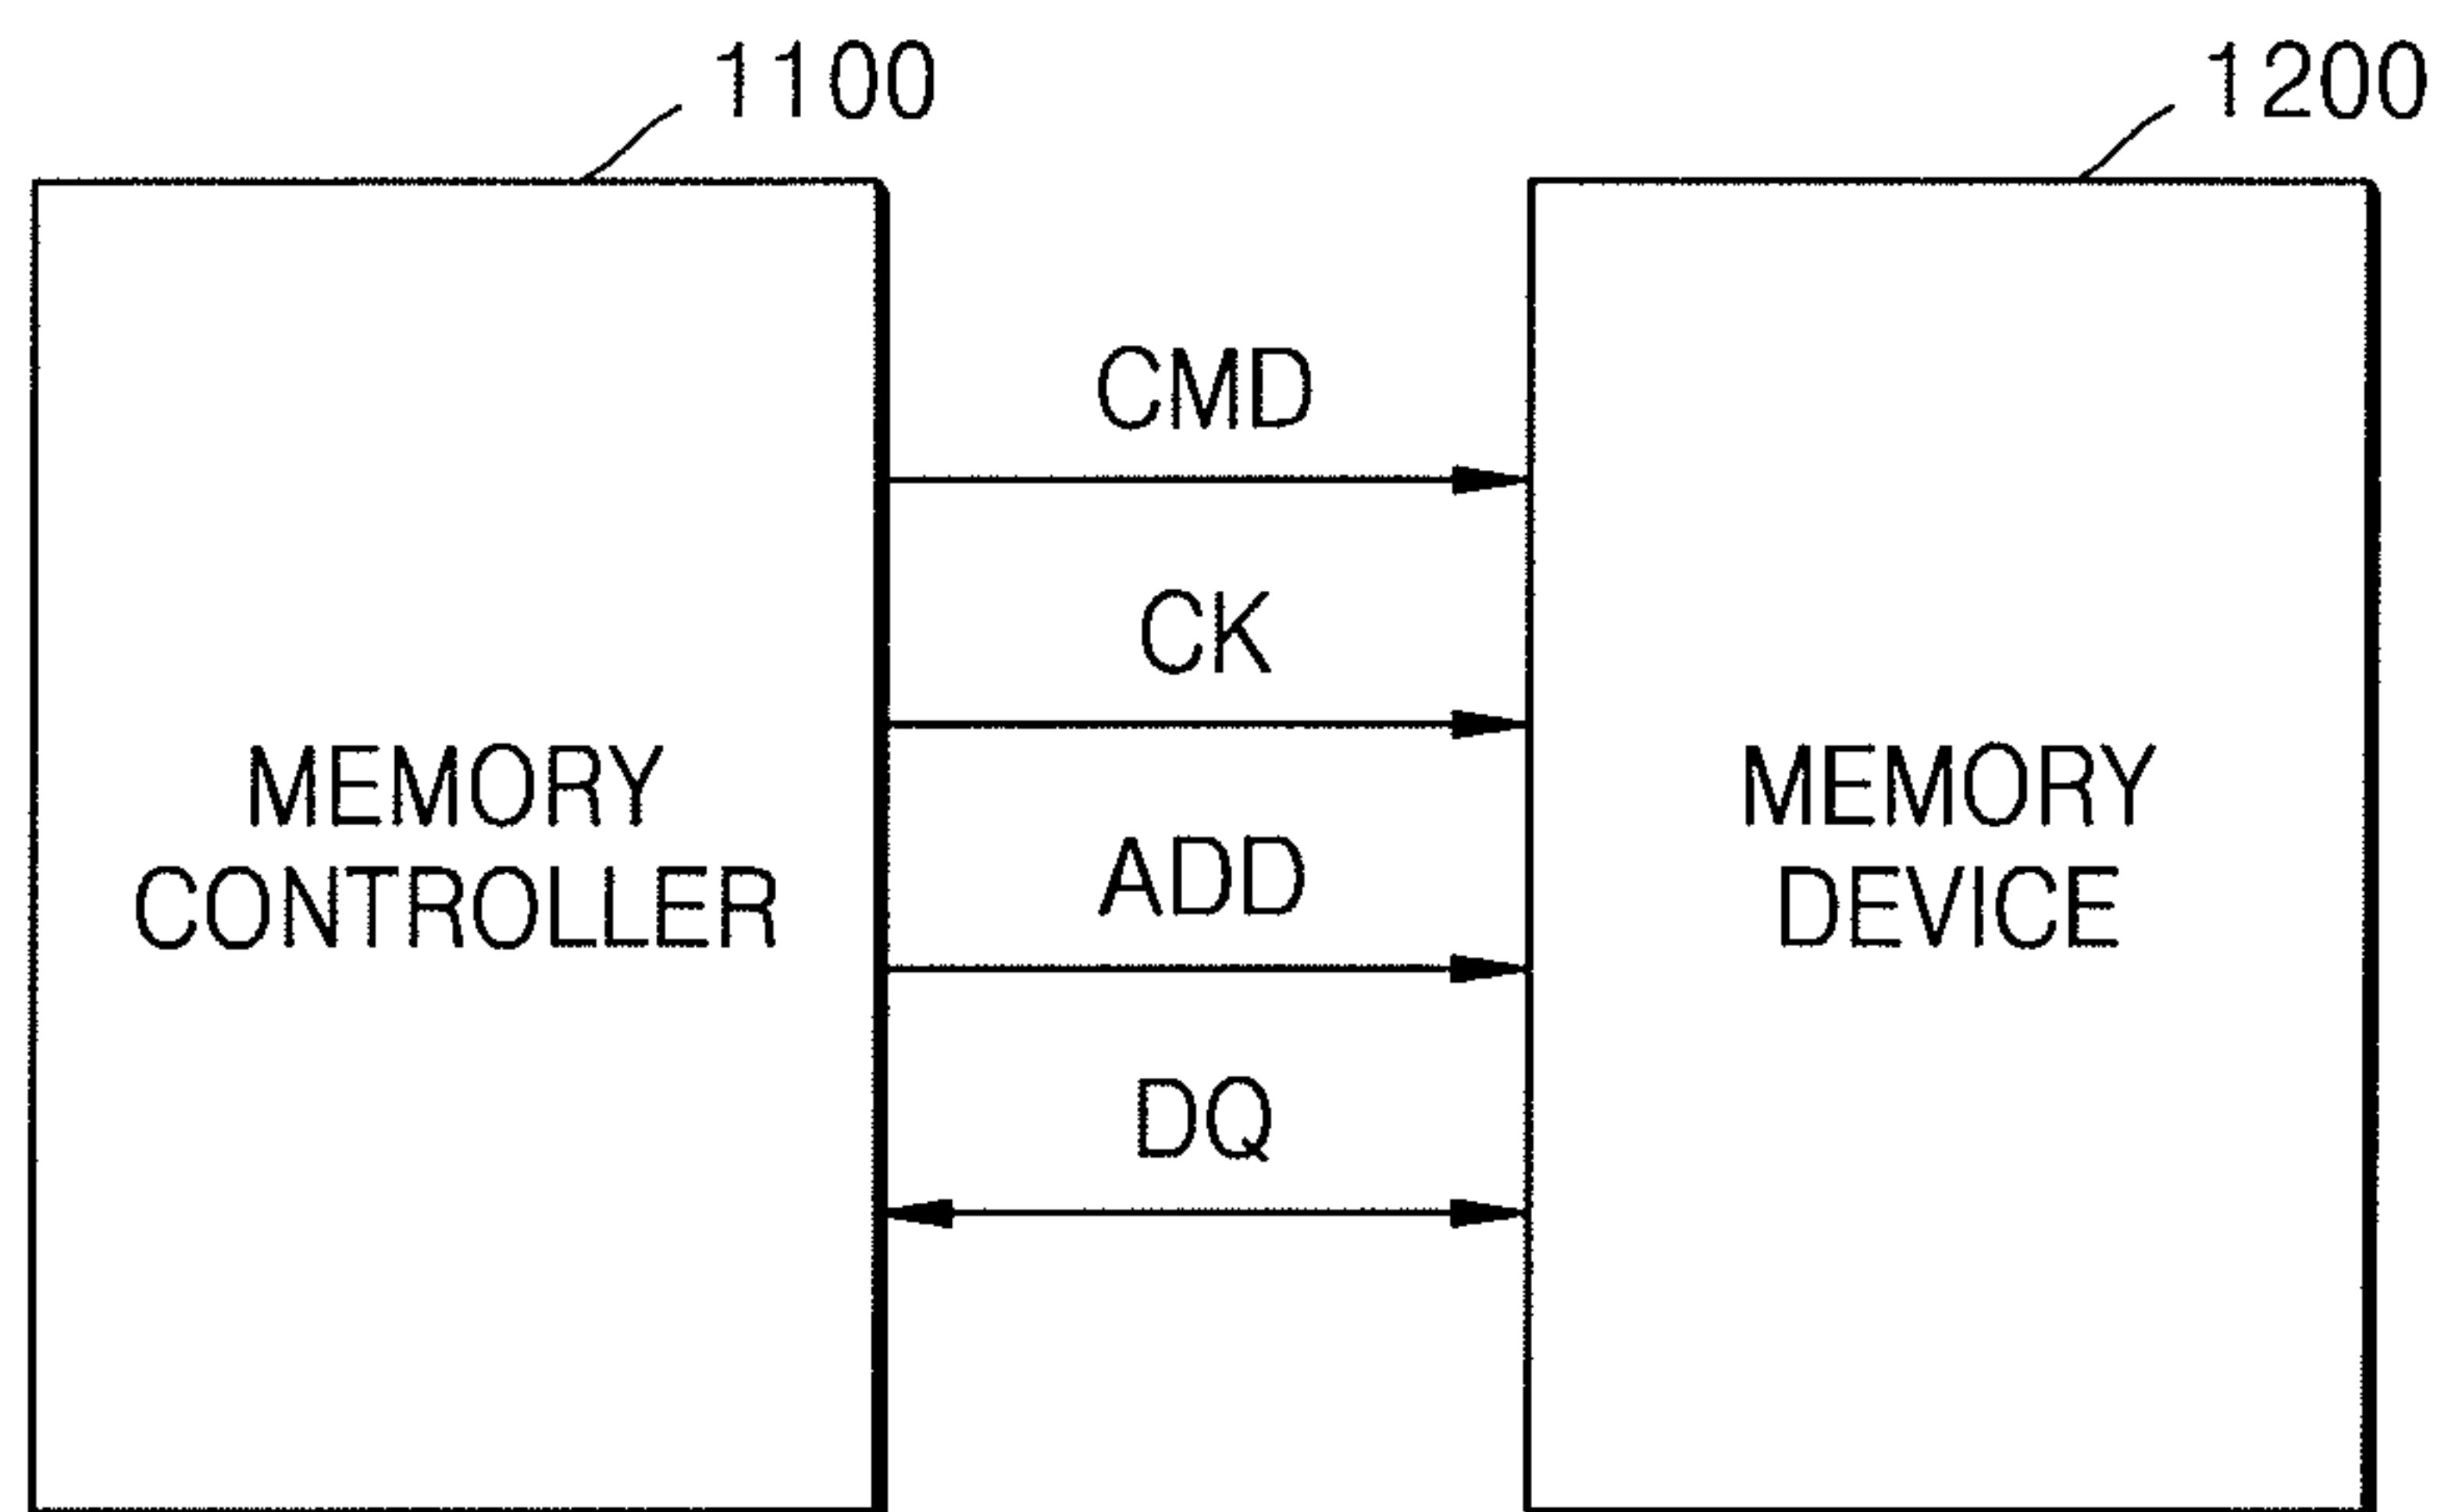 1100
1200
CMD
CK
MEMORY
CONTROLLER
ADD
MEMORY
DEVICE
DQ